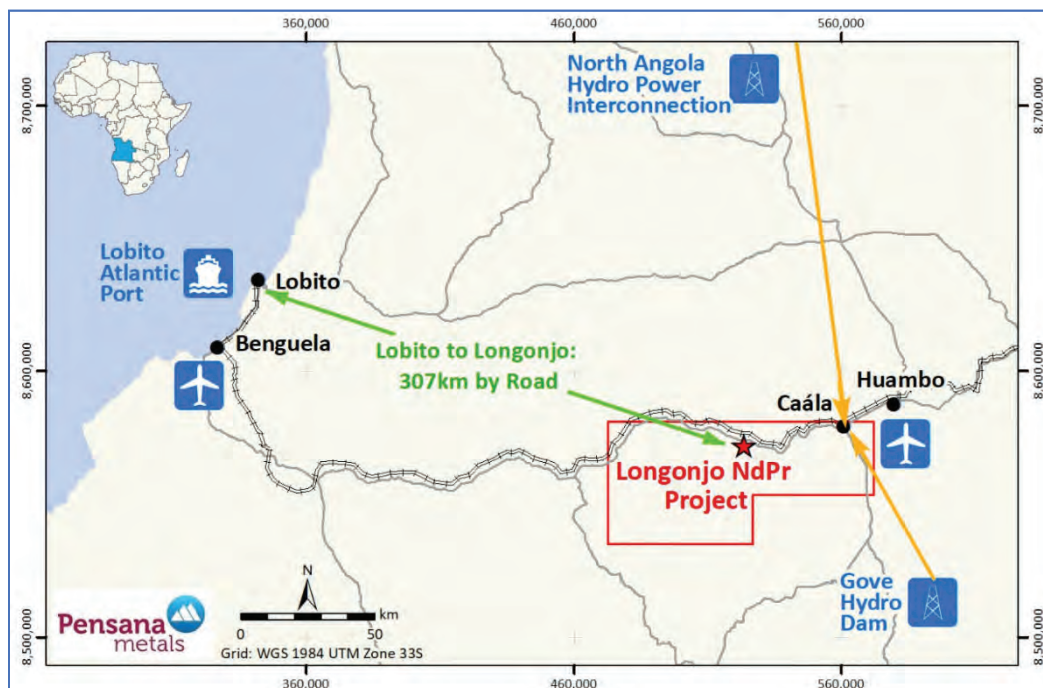 360,000
460,000
560,000
8,700,000
8,700,000
North Angola
Hydro Power
Interconnection
Lobito
Atlantic
Port
Lobito
Benguela
Lobito to Longonjo:
307km by Road
8,600,000
8,600,000
Huambo
Caála
Longonjo NdPr
Project
Gove
Hydro
Dam
Pensana
metals
N
km
0
50
Grid: WGS 1984 UTM Zone 33S
8,500,000
8,500,000
360,000
460,000
560,000